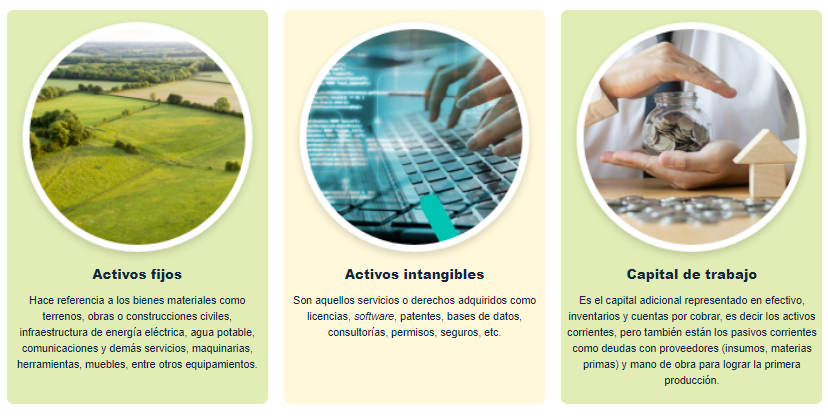 Activos fijos
Hace referencia a los bienes materiales como
terrenos, obras o construcciones civiles,
infraestructura de energía eléctrica, agua potable,
comunicaciones y demás servicios, maquinarias,
herramientas, muebles, entre otros equipamientos.
Activos intangibles
Son aquellos servicios o derechos adquiridos como
licencias, software, patentes, bases de datos,
consultorías, permisos, seguros, etc.
Capital de trabajo
Es el capital adicional representado en efectivo,
inventarios y cuentas por cobrar, es decir los activos
corrientes, pero también están los pasivos corrientes
como deudas con proveedores (insumos, materias
primas) y mano de obra para lograr la primera
producción.